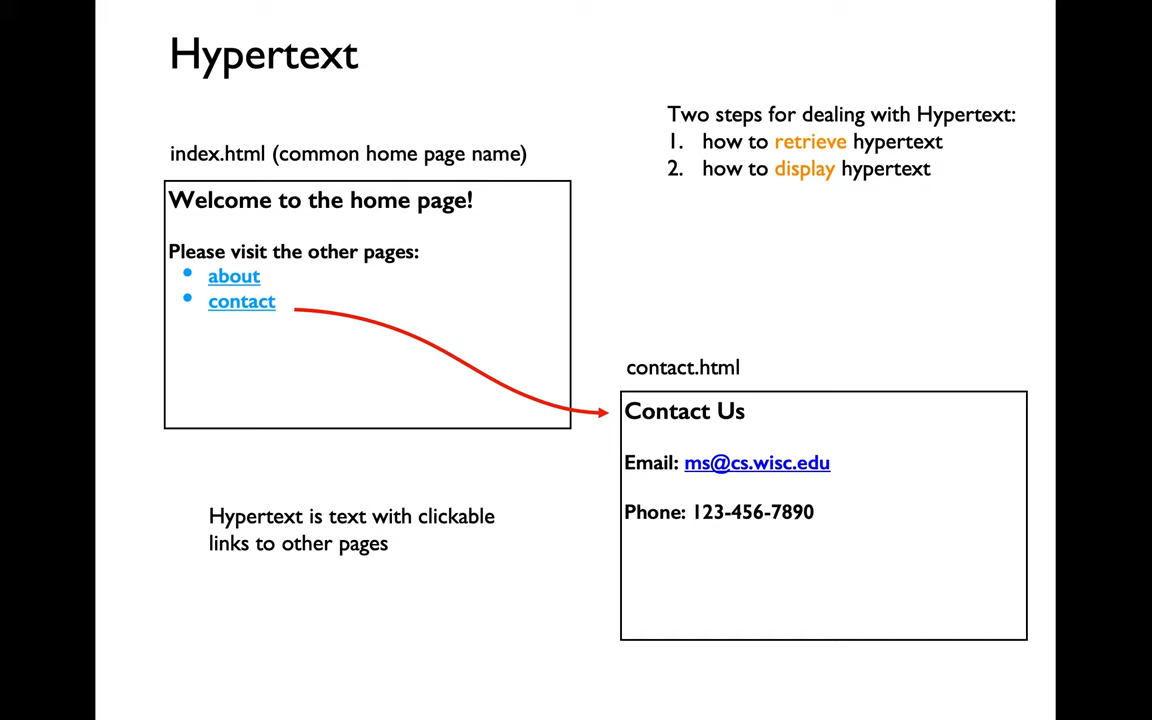 Hypertext
Two steps for dealing with Hypertext:
1. how to retrieve hypertext
2. how to display hypertext
index.html (common home page name)
Welcome to the home page!
Please visit the other pages:
• about
• contact
contact.html
Contact Us
Email: ms@cs.wisc.edu
Phone: 123-456-7890
Hypertext is text with clickable
links to other pages